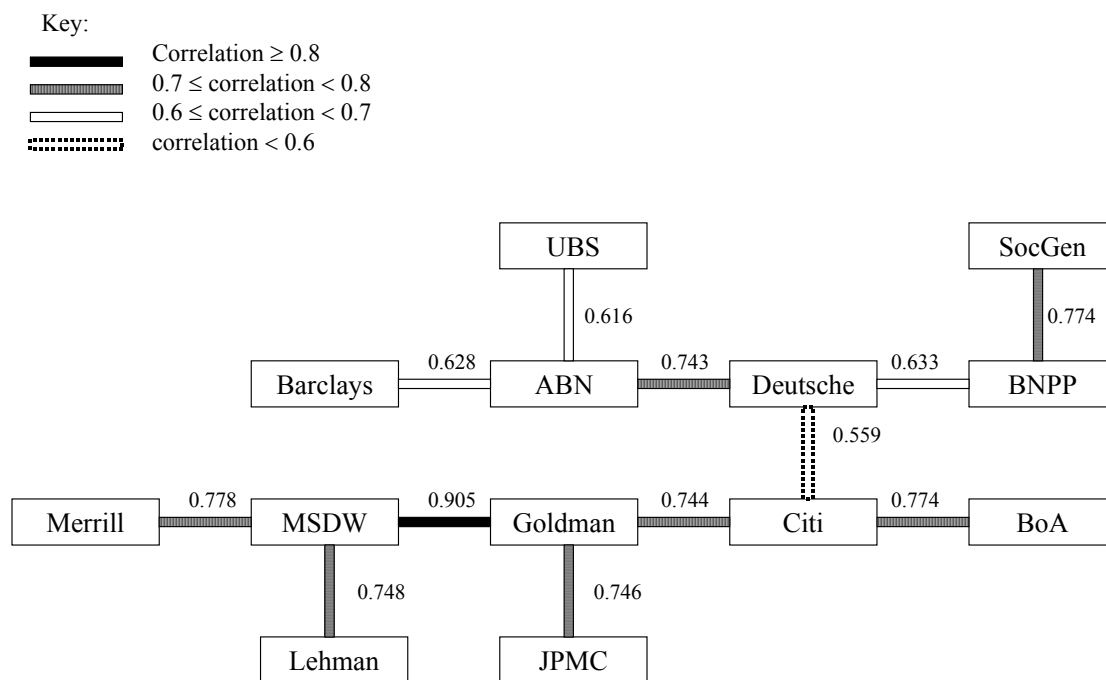 Key:
Correlation ≥ 0.8
0.7 ≤ correlation < 0.8
0.6 ≤ correlation < 0.7
correlation < 0.6
UBS
SocGen
0.616
0.774
Barclays
0.628
ABN
0.743
Deutsche
0.633
BNPP
0.559
Merrill
0.778
MSDW
0.905
Goldman
0.744
Citi
0.774
BoA
0.748
0.746
Lehman
JPMC